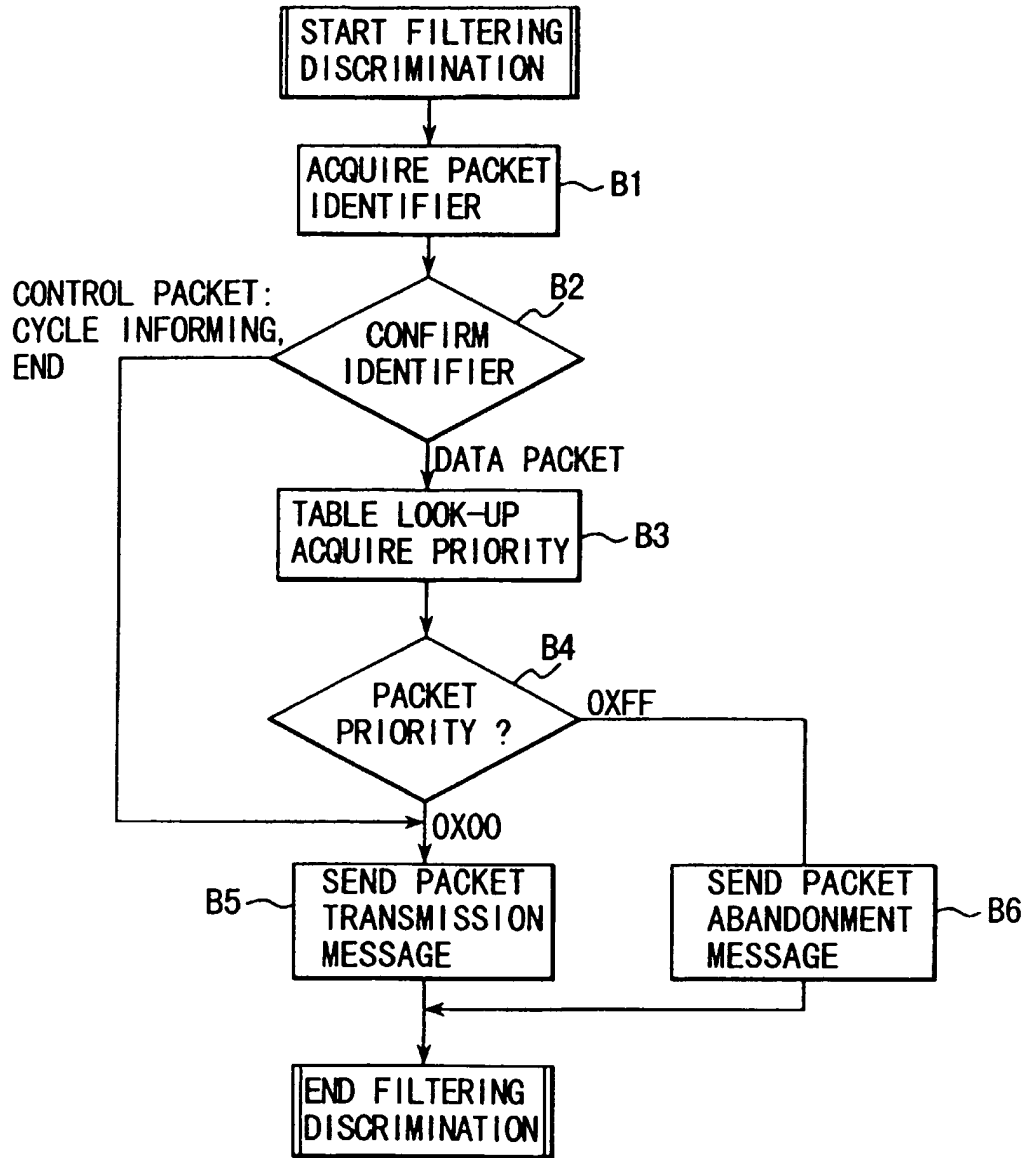 START FILTERING
DISCRIMINATION
ACQUIRE PACKET
IDENTIFIER
B1
CONTROL PACKET:
CYCLE INFORMING,
END
B2
CONFIRM
IDENTIFIER
DATA PACKET
TABLE LOOK-UP
ACQUIRE PRIORITY
B3
B4
PACKET
PRIORITY ?
0XFF
0X00
B5
SEND PACKET
TRANSMISSION
MESSAGE
SEND PACKET
ABANDONMENT
MESSAGE
B6
END FILTERING
DISCRIMINATION